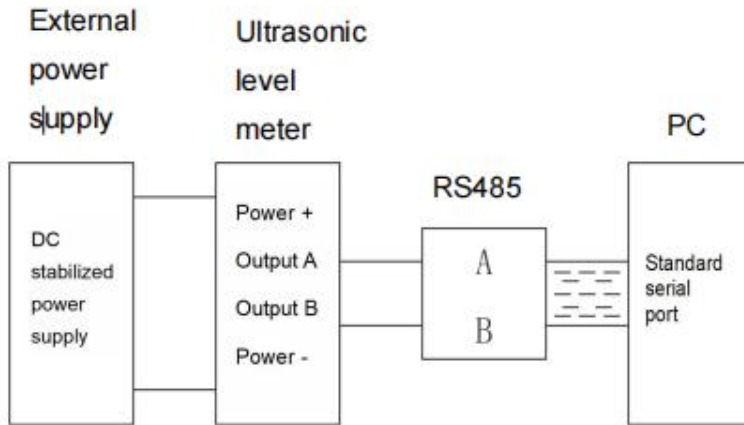 External
power
supply
Ultrasonic
level
meter
RS485
PC
DC
stabilized
power
supply
Power +
Output A
Output B
Power -
A
B
Standard
serial
port